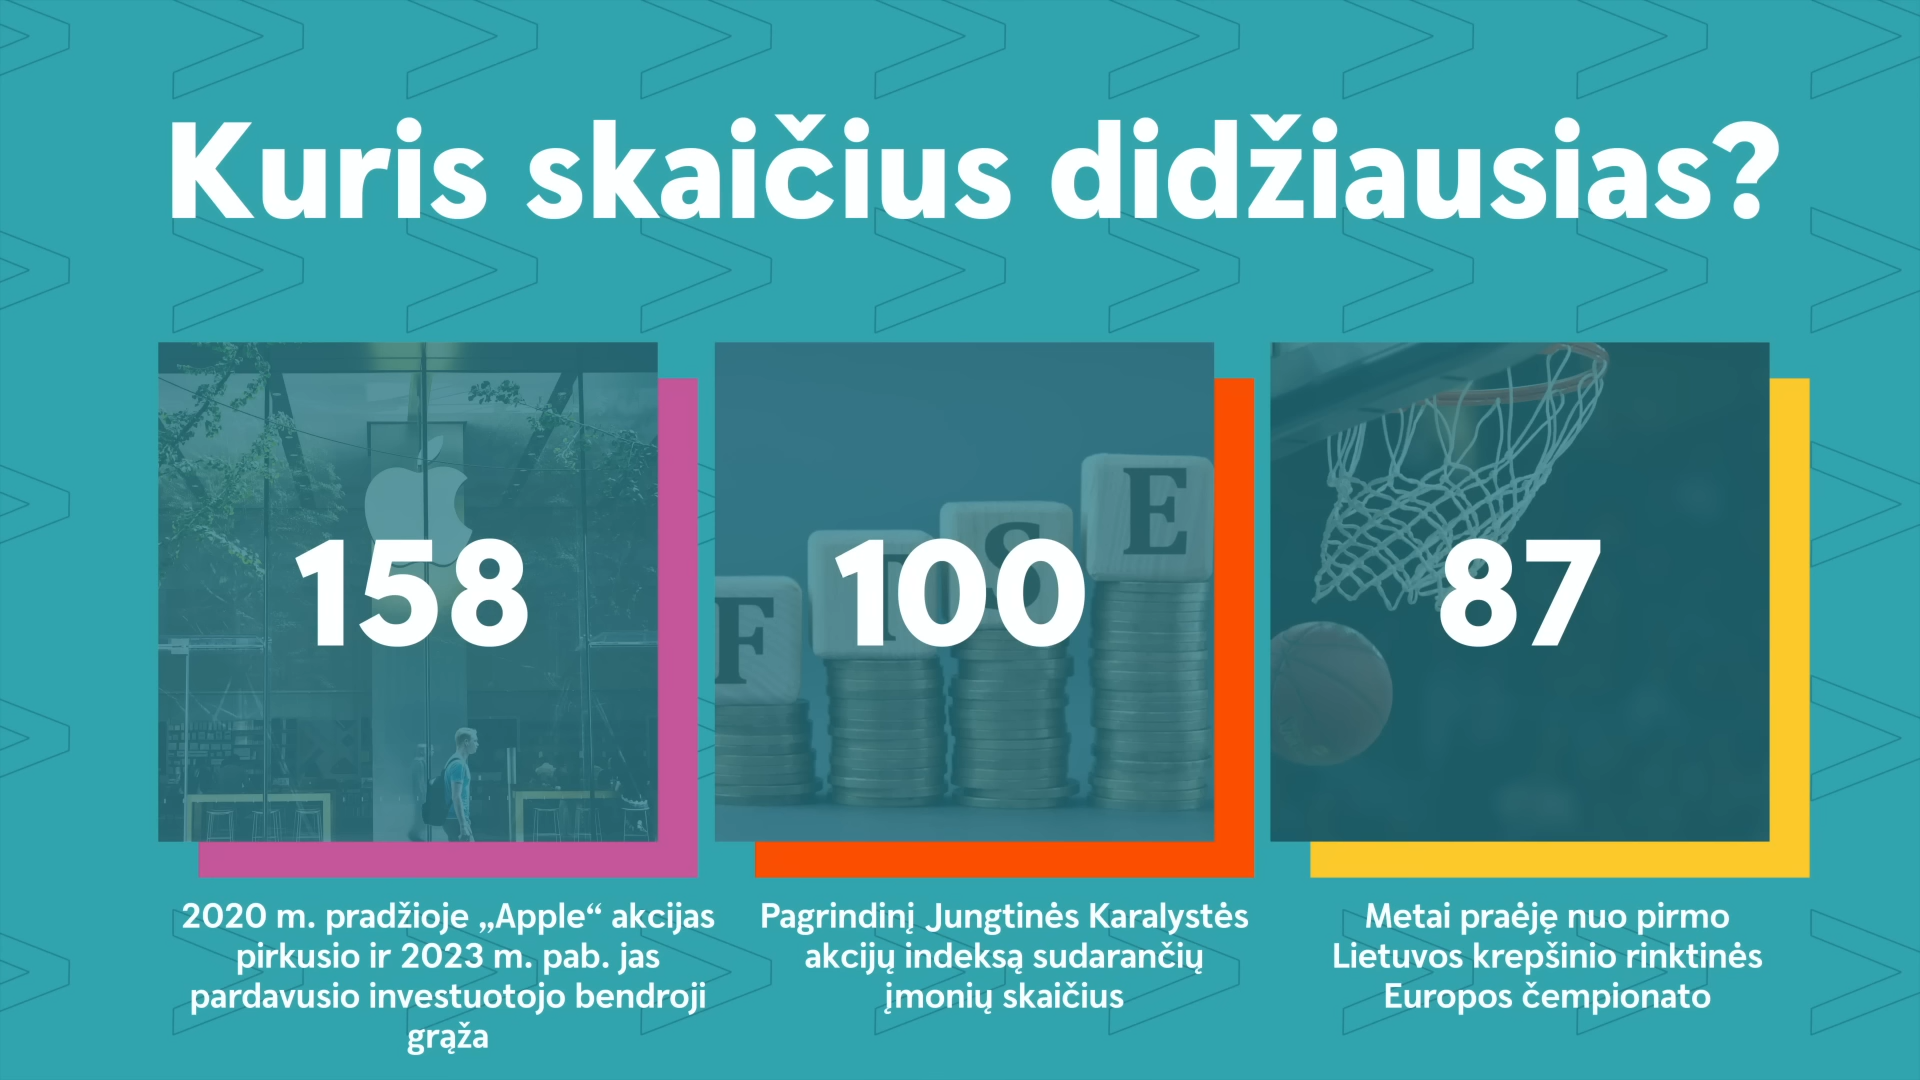 Kuris skaičius didžiausias?
158
100
87
F
T
S
E
2020 m. pradžioje „Apple“ akcijas
pirkusio ir 2023 m. pab. jas
pardavusio investuotojo bendroji
grąža
Pagrindinį Jungtinės Karalystės
akcijų indeksą sudarančių
įmonių skaičius
Metai praėję nuo pirmo
Lietuvos krepšinio rinktinės
Europos čempionato